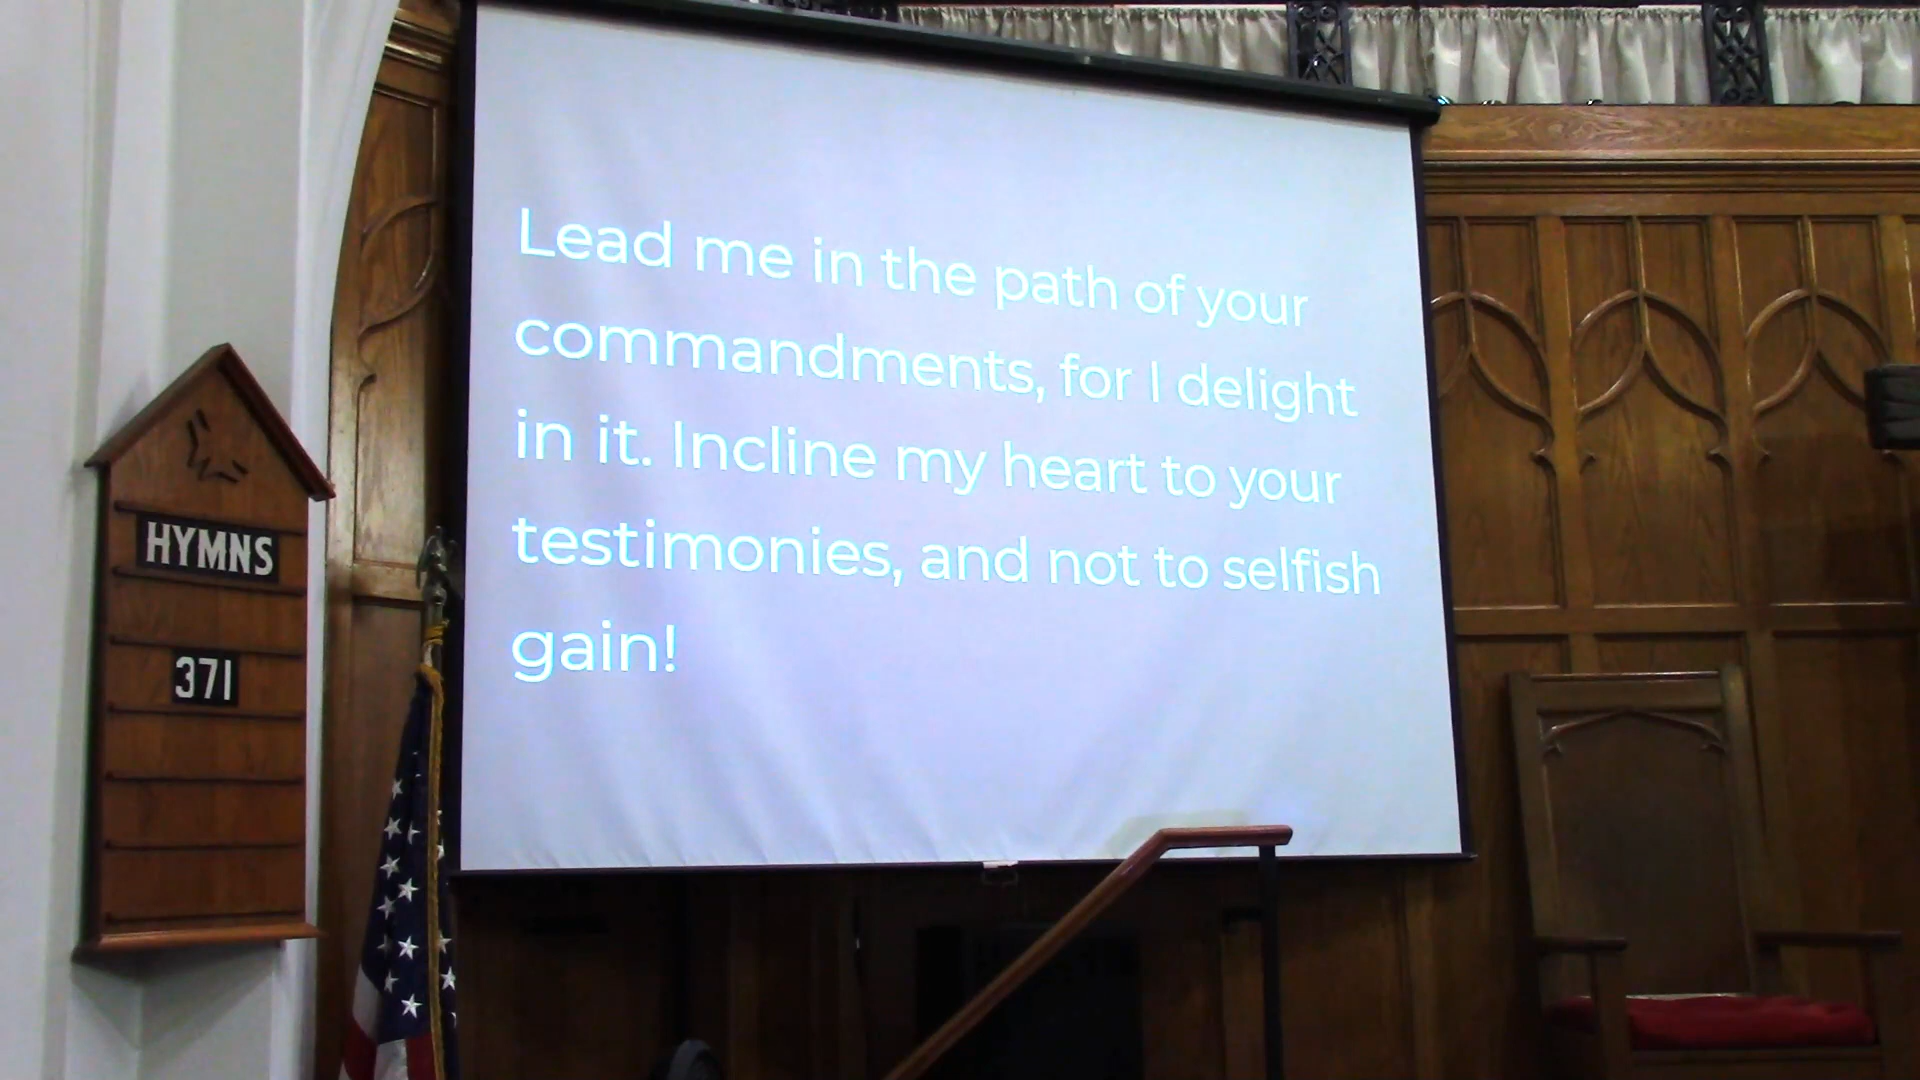 Lead me in the path of your
commandments, for I delight
in it. Incline my heart to your
testimonies, and not to selfish
gain!
HYMNS
371